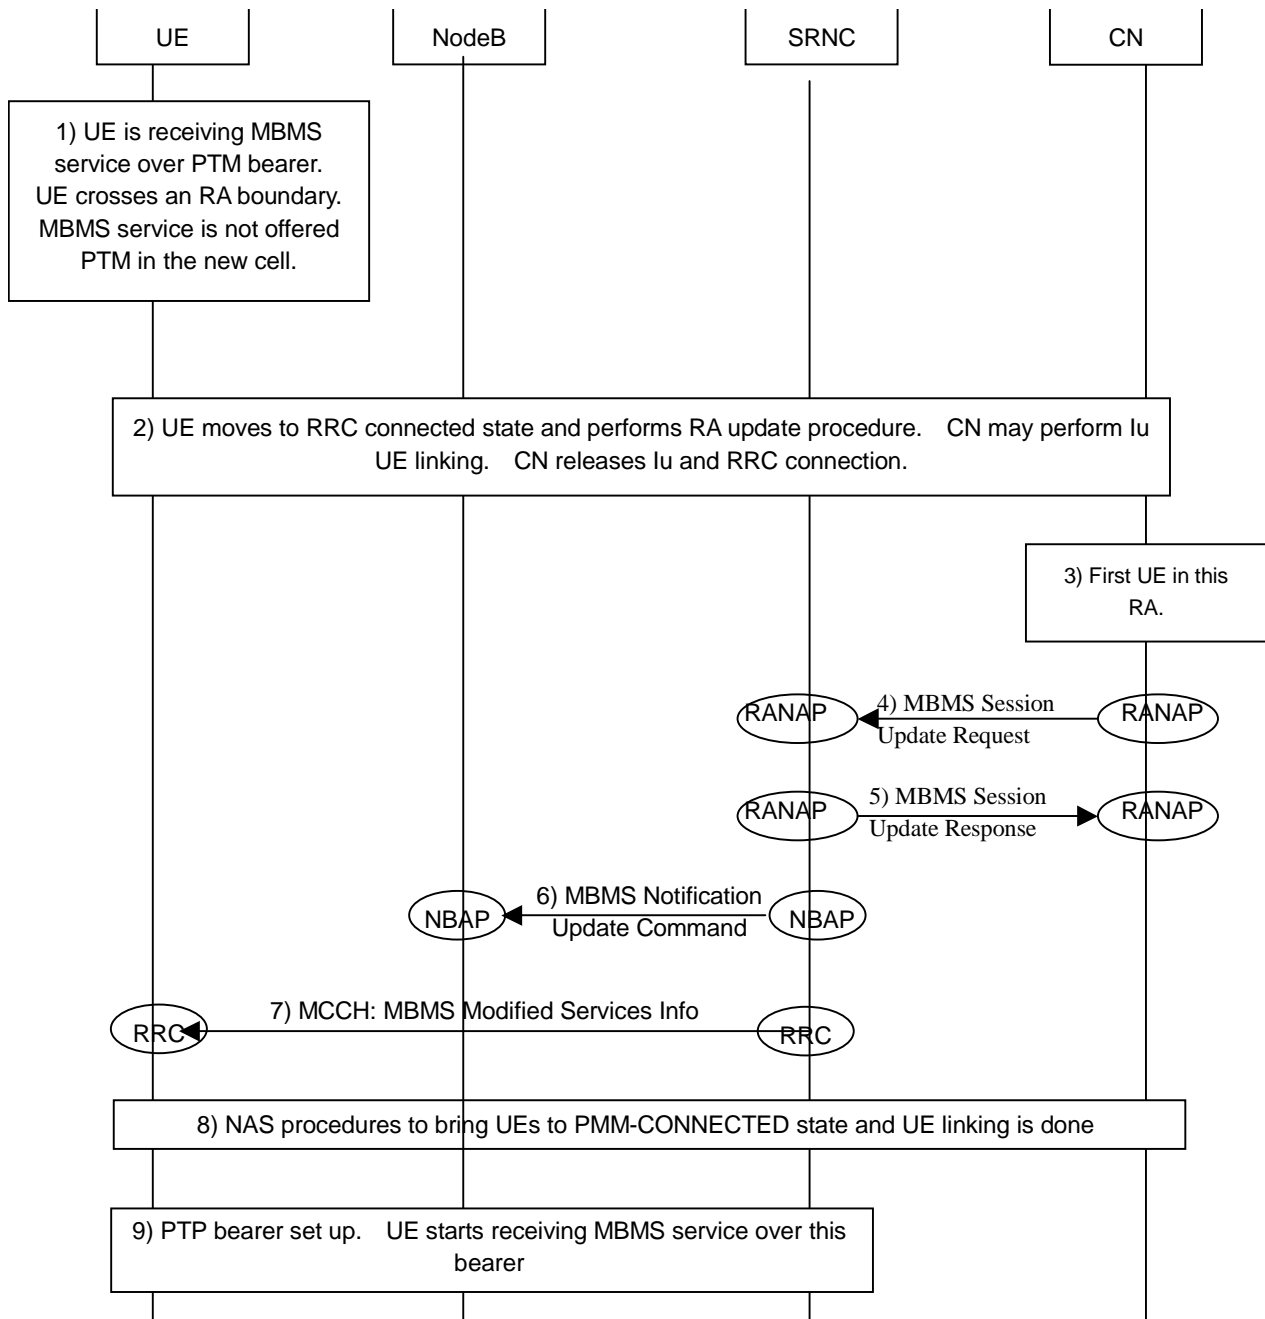 UE
NodeB
SRNC
CN
1) UE is receiving MBMS
service over PTM bearer.
UE crosses an RA boundary.
MBMS service is not offered
PTM in the new cell.
2) UE moves to RRC connected state and performs RA update procedure. CN may perform Iu
UE linking. CN releases Iu and RRC connection.
3) First UE in this
RA.
RANAP
4) MBMS Session
Update Request
RANAP
RANAP
5) MBMS Session
Update Response
RANAP
NBAP
6) MBMS Notification
Update Command
NBAP
RRC
7) MCCH: MBMS Modified Services Info
RRC
8) NAS procedures to bring UEs to PMM-CONNECTED state and UE linking is done
9) PTP bearer set up. UE starts receiving MBMS service over this
bearer